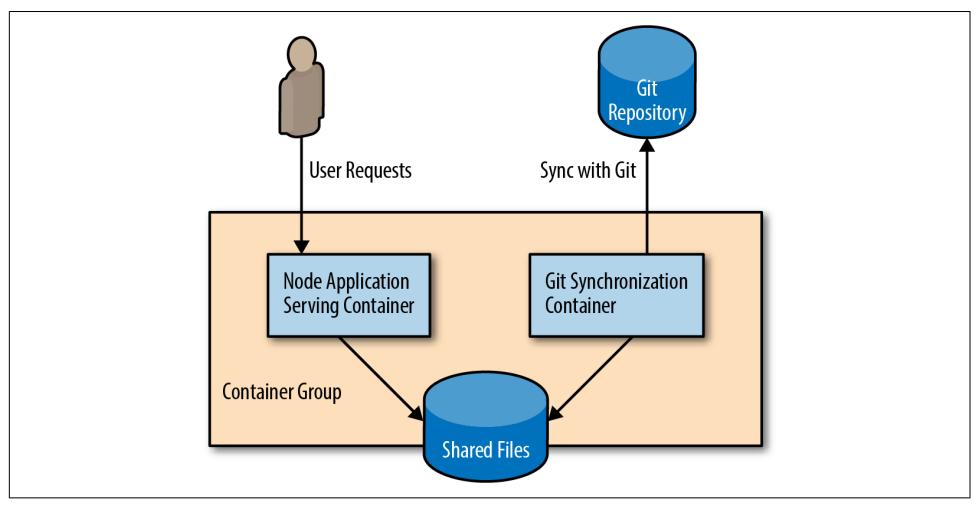 Git
Repository
User Requests
Sync with Git
Node Application
Serving Container
Git Synchronization
Container
Container Group
Shared Files